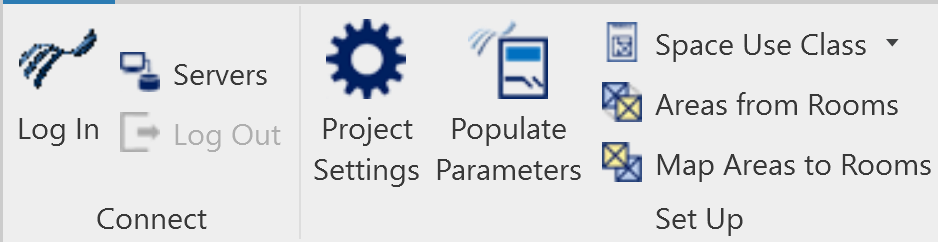 Log In
Servers
Log Out
Connect
Project
Settings
Populate
Parameters
Space Use Class
Areas from Rooms
Map Areas to Rooms
Set Up